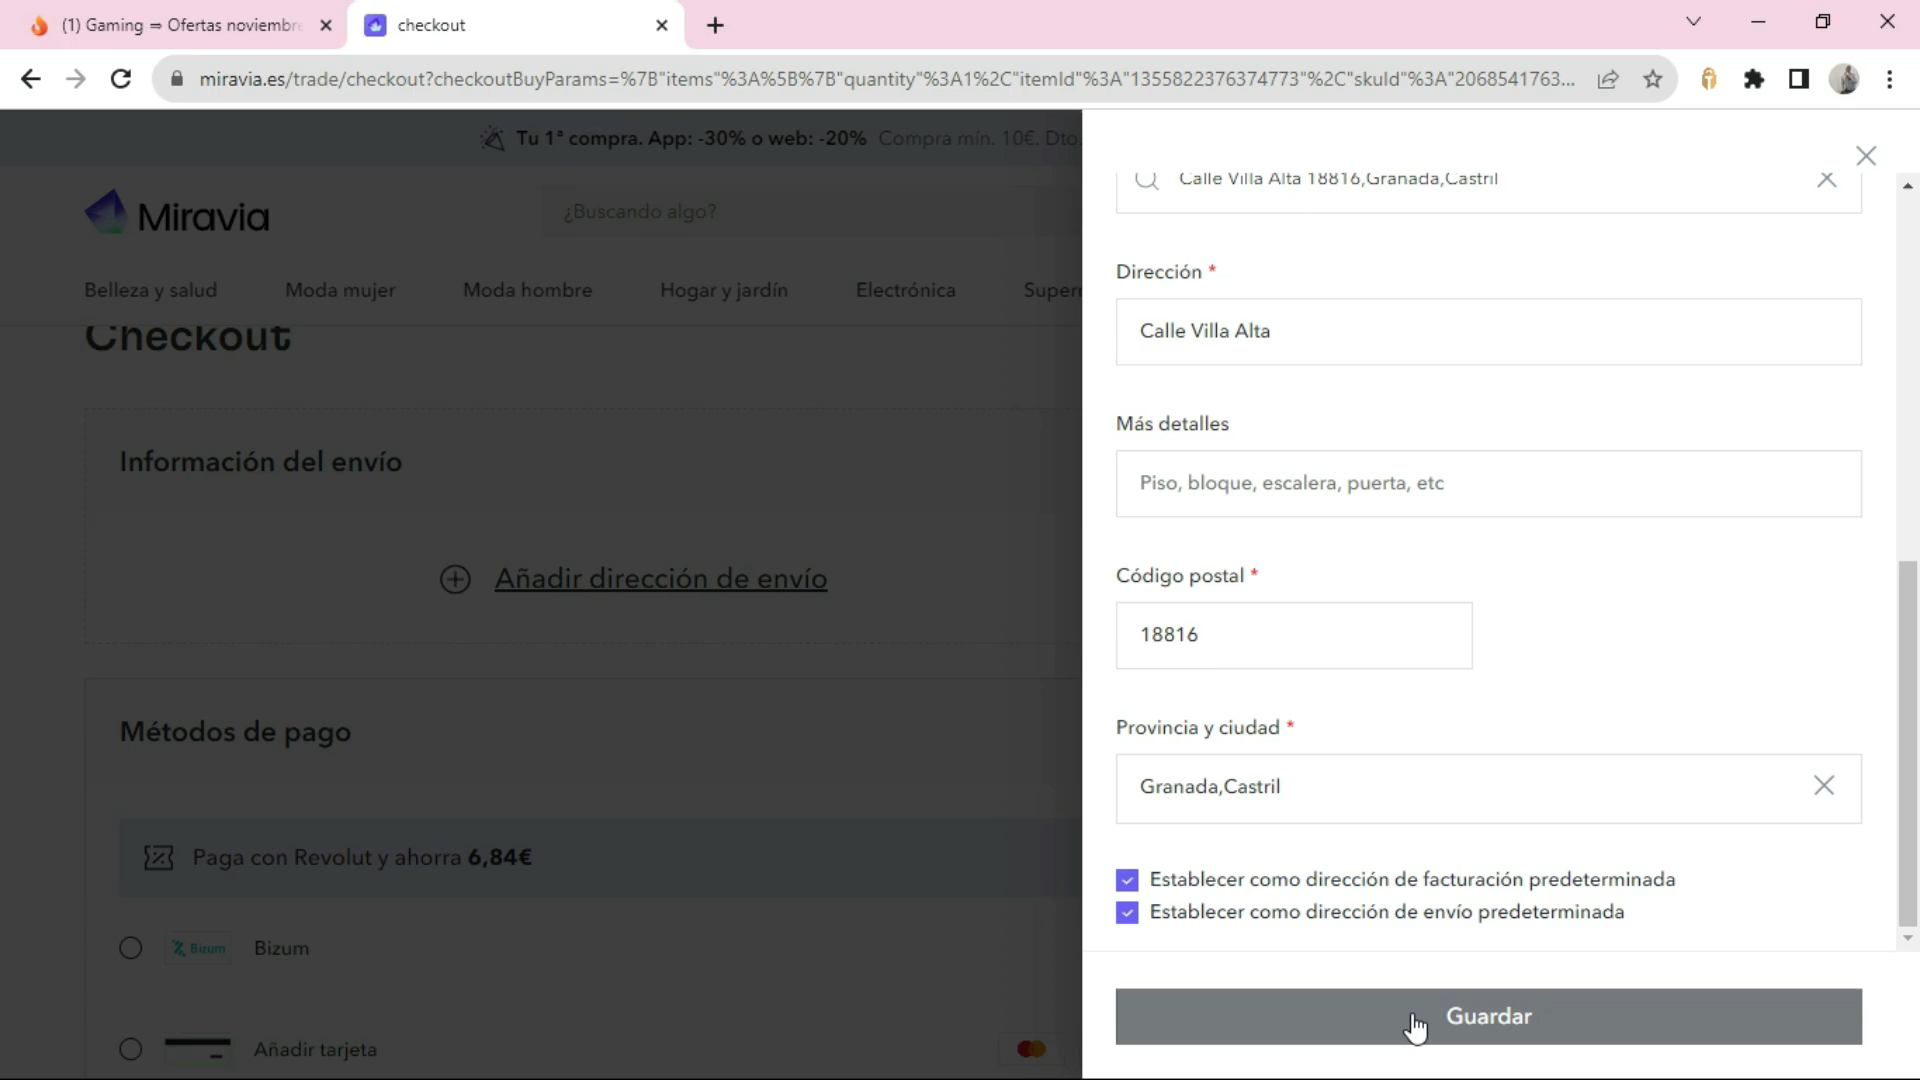 (1) Gaming ⇒ Ofertas noviembre
checkout
miravia.es/trade/checkout?checkoutBuyParams=%7B"items"%3A%5B%7B"quantity"%3A1%2C"itemId"%3A"1355822376374773"%2C"skuId"%3A"2068541763...
Tu 1ª compra. App: -30% o web: -20% Compra mín. 10€. Dto.
Miravia
¿Buscando algo?
Belleza y salud Moda mujer Moda hombre Hogar y jardín Electrónica Super
Checkout
Información del envío
Añadir dirección de envío
Métodos de pago
Paga con Revolut y ahorra 6,84€
Bizum Bizum
Añadir tarjeta
Calle Villa Alta 18816,Granada,Castril
Dirección *
Calle Villa Alta
Más detalles
Piso, bloque, escalera, puerta, etc
Código postal *
18816
Provincia y ciudad *
Granada,Castril
Establecer como dirección de facturación predeterminada
Establecer como dirección de envío predeterminada
Guardar